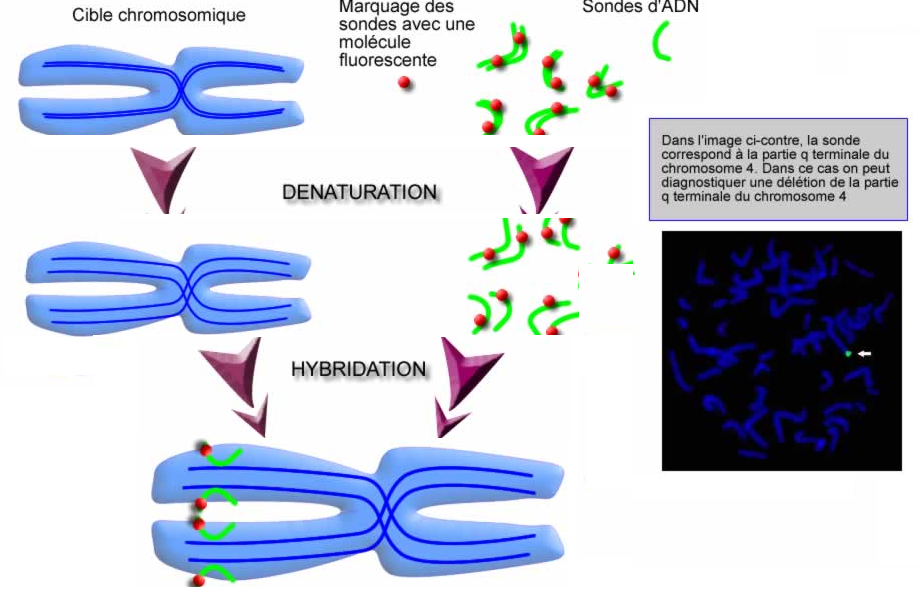 Cible chromosomique
Marquage des
sondes avec une
molécule
fluorescente
Sondes d'ADN
DENATURATION
Dans l'image ci-contre, la sonde
correspond à la partie q terminale du
chromosome 4. Dans ce cas on peut
diagnostiquer une délétion de la partie
q terminale du chromosome 4
HYBRIDATION